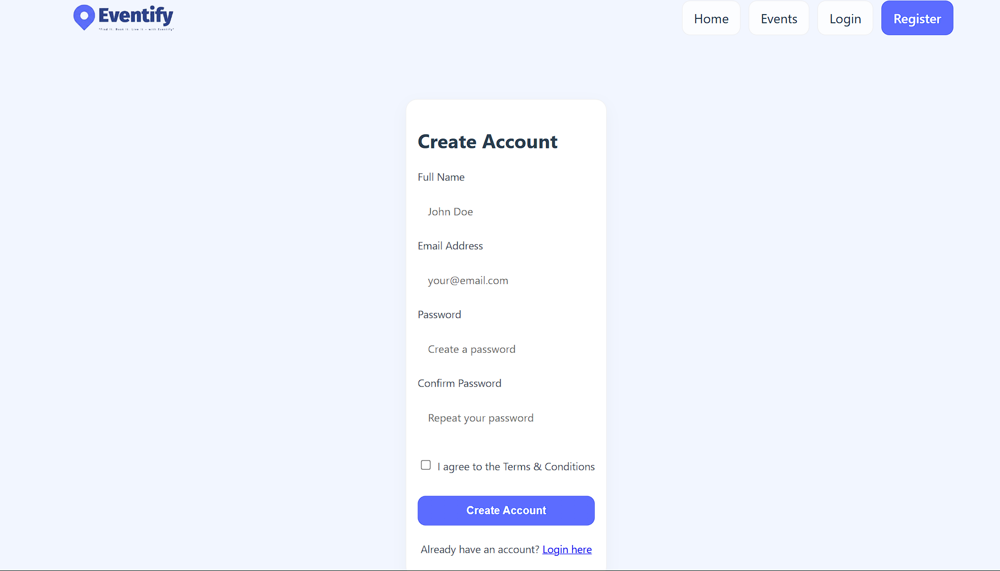 Eventify
"Find it. Book it. Live it – with Eventify"
Home
Events
Login
Register
Create Account
Full Name
John Doe
Email Address
your@email.com
Password
Create a password
Confirm Password
Repeat your password
I agree to the Terms & Conditions
Create Account
Already have an account? Login here